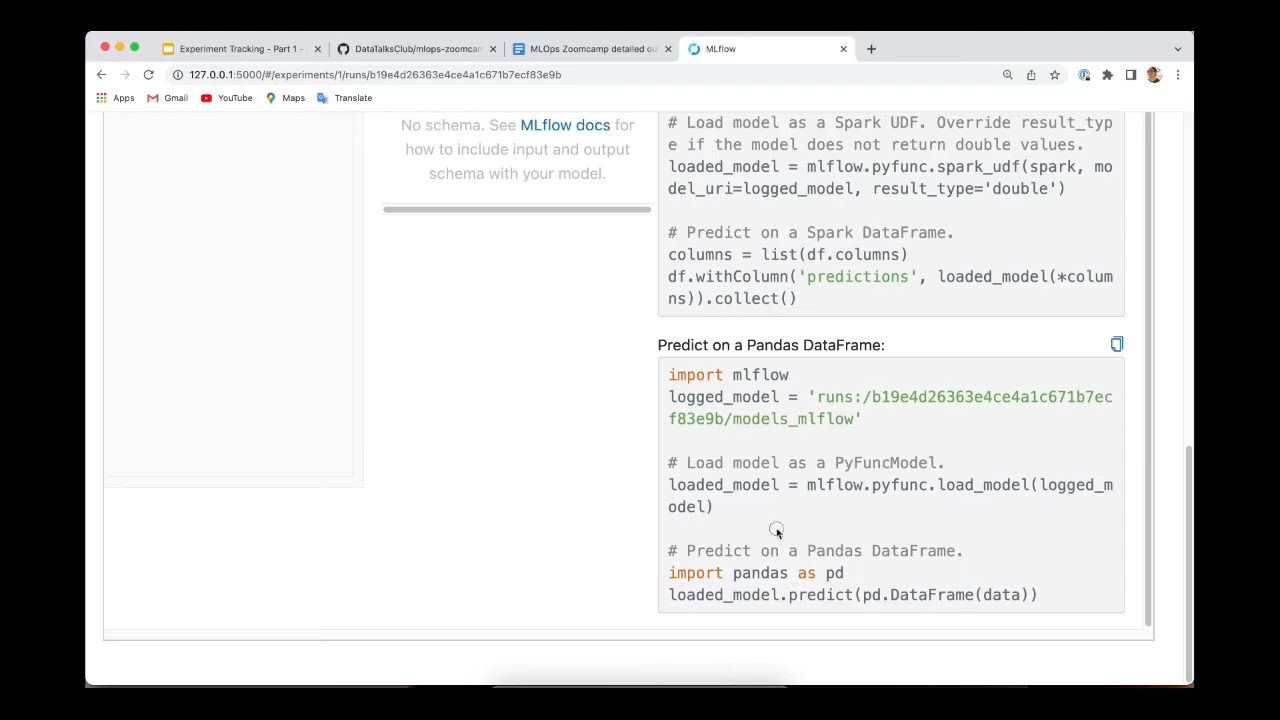 Experiment Tracking - Part 1 -
DataTalksClub/mlops-zoomcam
MLOps Zoomcamp detailed ou
MLflow
127.0.0.1:5000/#/experiments/1/runs/b19e4d26363e4ce4a1c671b7ecf83e9b
Apps
Gmail
YouTube
Maps
Translate
No schema. See MLflow docs for
how to include input and output
schema with your model.
# Load model as a Spark UDF. Override result_typ
e if the model does not return double values.
loaded_model = mlflow.pyfunc.spark_udf(spark, mo
del_uri=logged_model, result_type='double')
# Predict on a Spark DataFrame.
columns = list(df.columns)
df.withColumn('predictions', loaded_model(*colum
ns)).collect()
Predict on a Pandas DataFrame:
import mlflow
logged_model = 'runs:/b19e4d26363e4ce4a1c671b7ec
f83e9b/models_mlflow'
# Load model as a PyFuncModel.
loaded_model = mlflow.pyfunc.load_model(logged_m
odel)
# Predict on a Pandas DataFrame.
import pandas as pd
loaded_model.predict(pd.DataFrame(data))